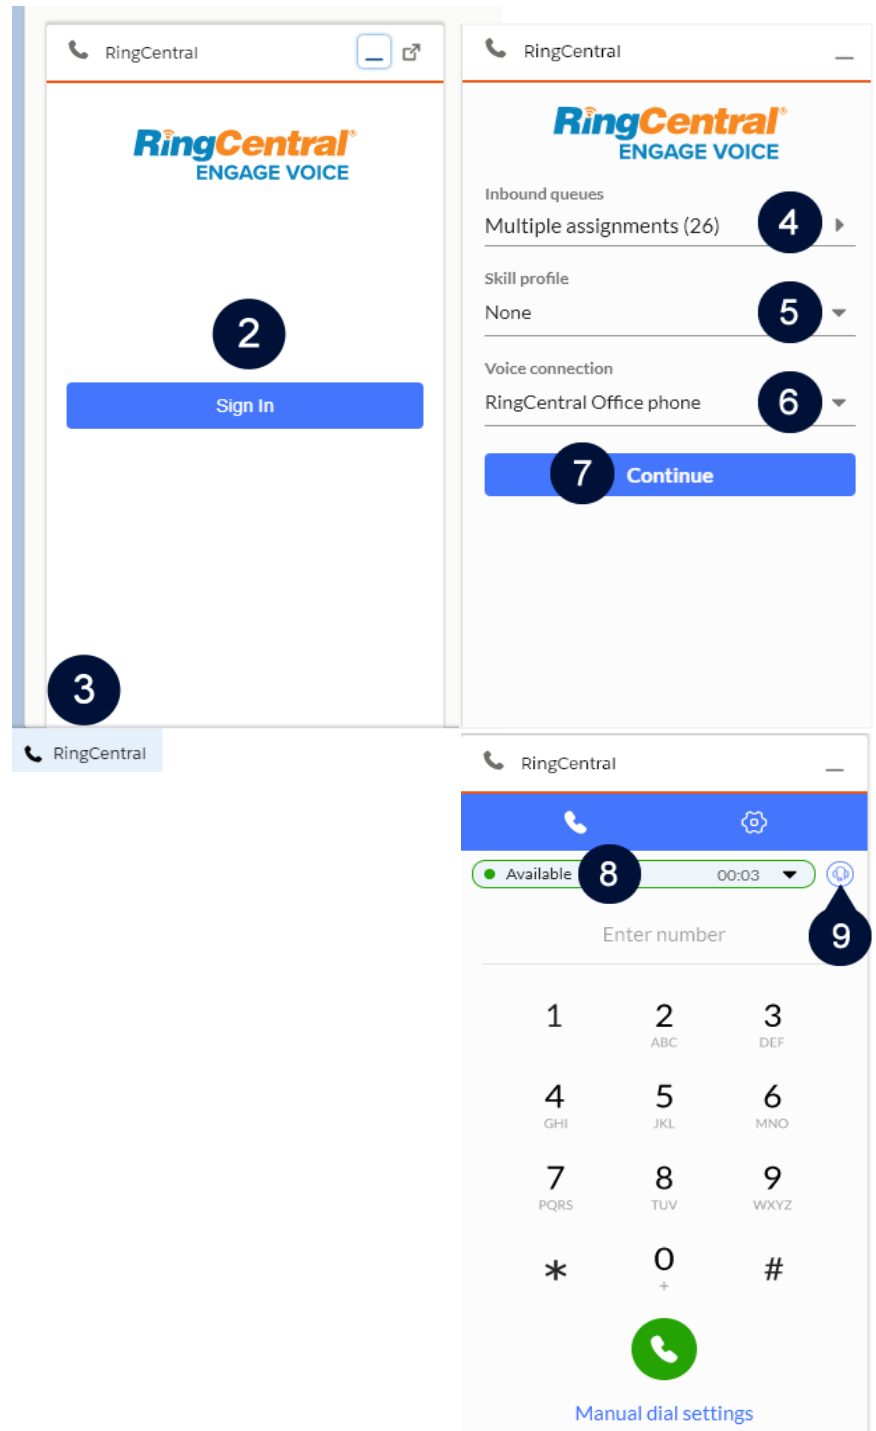 RingCentral
RingCentral®
ENGAGE VOICE
2
Sign In
3
RingCentral
RingCentral
RingCentral®
ENGAGE VOICE
Inbound queues
Multiple assignments (26)
4
Skill profile
None
5
Voice connection
RingCentral Office phone
6
7
Continue
RingCentral
Available
8
00:03
Enter number
9
1 2 3
ABC DEF
4 5 6
GHI JKL MNO
7 8 9
PQRS TUV WXYZ
* 0 #
+
Manual dial settings